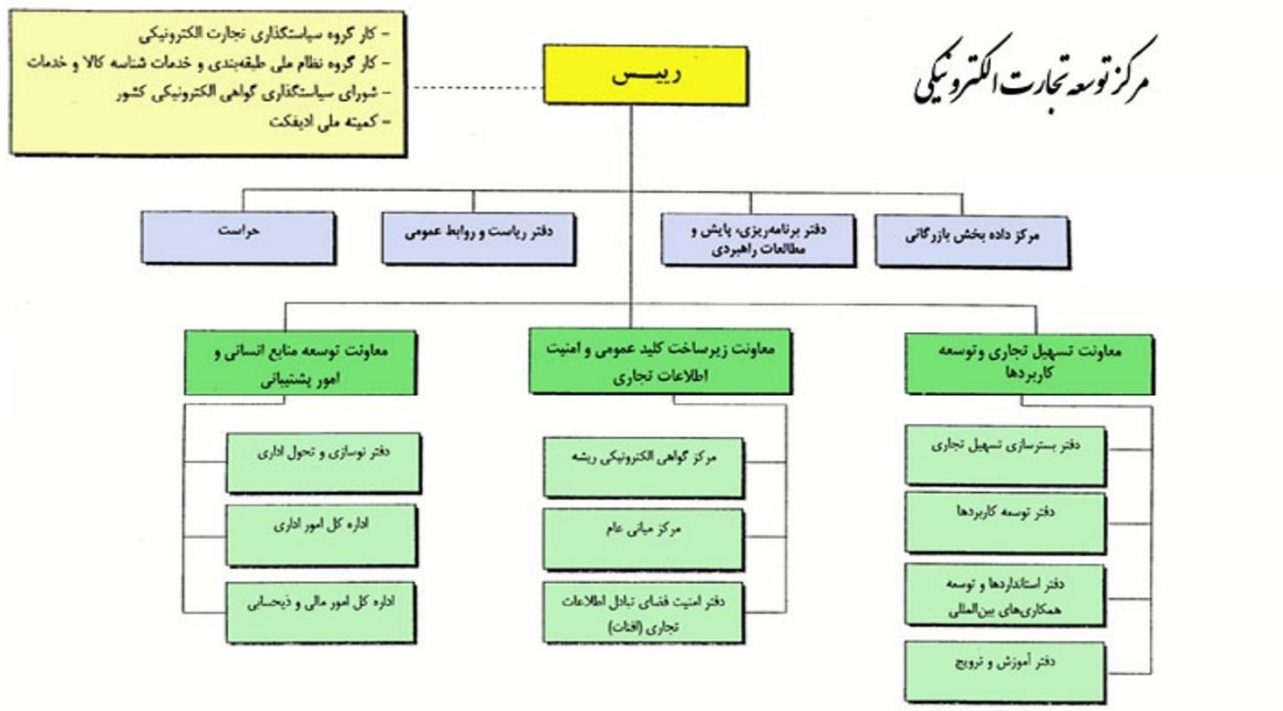 مرکز توسعه تجارت الکترونیکی
رییس
- کار گروه سیاستگذاری تجارت الکترونیکی
- کار گروه نظام ملی طبقه‌بندی و خدمات شناسه کالا و خدمات
- شورای سیاستگذاری گواهی الکترونیکی کشور
- کمیته ملی ادیفکت
مرکز داده بخش بازرگانی
دفتر برنامه‌ریزی، پایش و
مطالعات راهبردی
دفتر ریاست و روابط عمومی
حراست
معاونت تسهیل تجاری وتوسعه
کاربردها
دفتر بسترسازی تسهیل تجاری
دفتر توسعه کاربردها
دفتر استانداردها و توسعه
همکاری‌های بین‌المللی
دفتر آموزش و ترویج
معاونت زیرساخت کلید عمومی و امنیت
اطلاعات تجاری
مرکز گواهی الکترونیکی ریشه
مرکز میانی عام
دفتر امنیت فضای تبادل اطلاعات
تجاری (افتات)
معاونت توسعه منابع انسانی و
امور پشتیبانی
دفتر نوسازی و تحول اداری
اداره کل امور اداری
اداره کل امور مالی و ذیحسابی